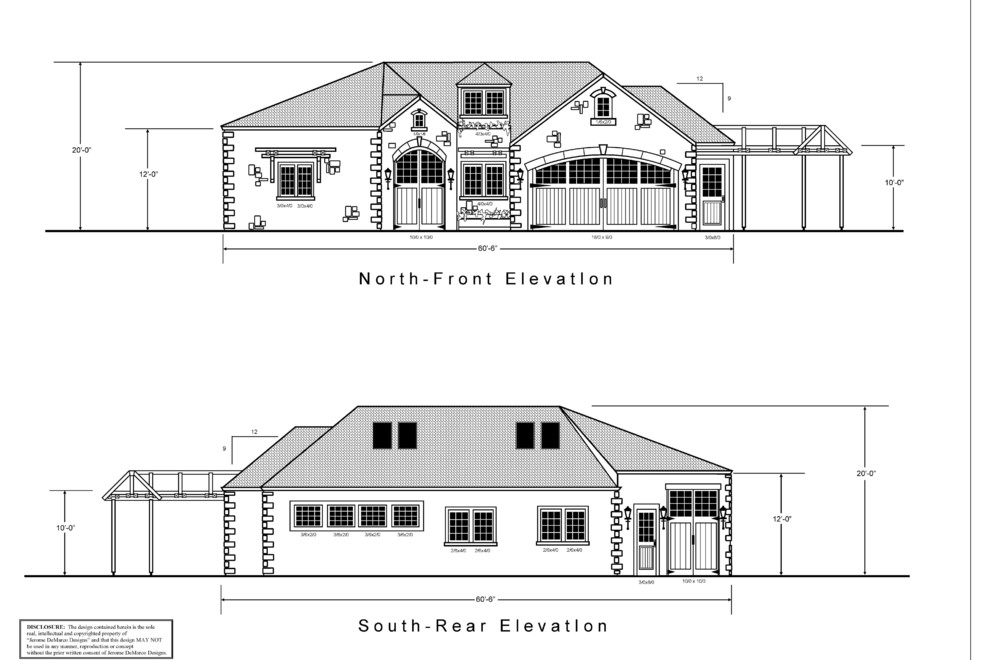 12
9
20'-0"
12'-0"
10'-0"
1/6x2/0
4/0x4/0
3/0x4/0 3/0x4/0
4/0x4/0
10/0 x 10/0
3/0x8/0
60'-6"
North-Front Elevation
12
9
20'-0"
10'-0"
12'-0"
3/6x2/0 3/6x2/0 3/6x2/0 3/6x2/0
2/6x4/0 2/6x4/0
2/6x4/0 2/6x4/0
10/0 x 10/0
60'-6"
South-Rear Elevation
DISCLOSURE: The design contained herein is the sole
real, intellectual and copyrighted property of
"Jerome DeMarco Designs" and that this design MAY NOT
be used in any manner, reproduction or concept
without the prior written consent of Jerome DeMarco Designs.